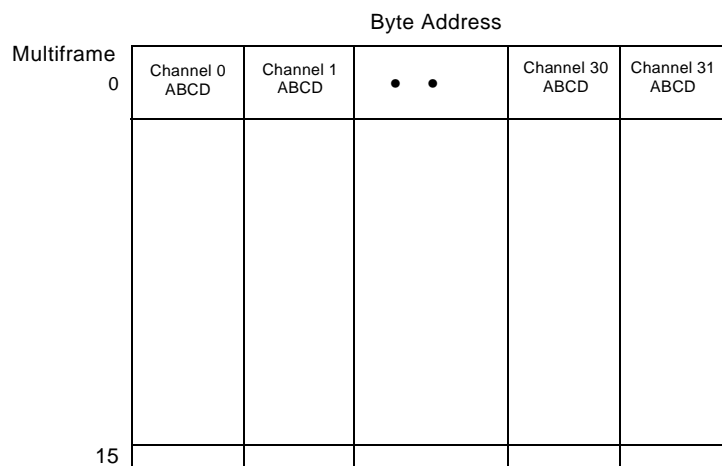 Byte Address
Multiframe
0
Channel 0
ABCD
Channel 1
ABCD
• •
Channel 30
ABCD
Channel 31
ABCD
15